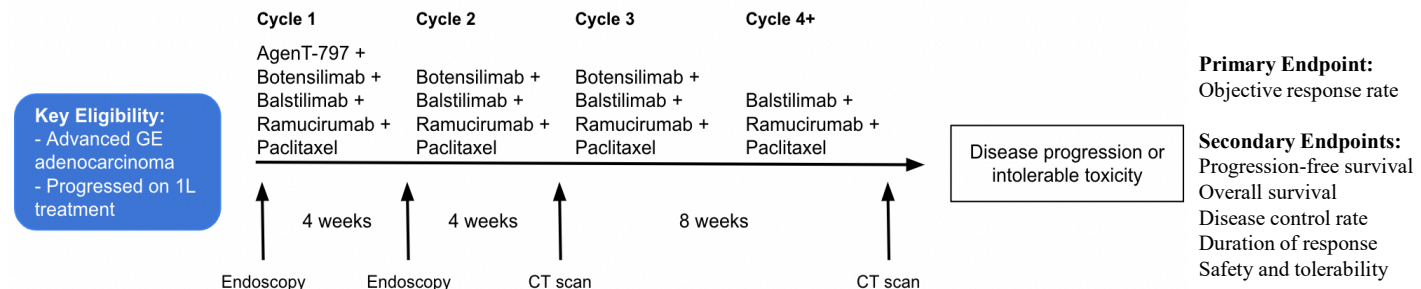 Key Eligibility:
- Advanced GE
adenocarcinoma
- Progressed on 1L
treatment
Cycle 1
AgenT-797 +
Botensilimab +
Balstilimab +
Ramucirumab +
Paclitaxel
Cycle 2
Botensilimab +
Balstilimab +
Ramucirumab +
Paclitaxel
Cycle 3
Botensilimab +
Balstilimab +
Ramucirumab +
Paclitaxel
Cycle 4+
Balstilimab +
Ramucirumab +
Paclitaxel
4 weeks
4 weeks
8 weeks
Endoscopy
Endoscopy
CT scan
CT scan
Disease progression or
intolerable toxicity
Primary Endpoint:
Objective response rate
Secondary Endpoints:
Progression-free survival
Overall survival
Disease control rate
Duration of response
Safety and tolerability